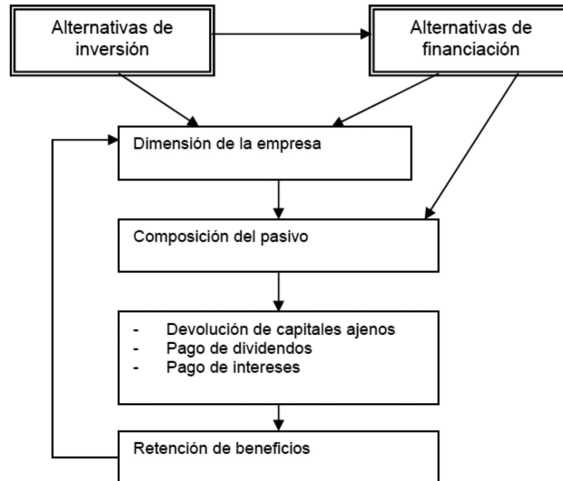 Alternativas de
inversión
Alternativas de
financiación
Dimensión de la empresa
Composición del pasivo
- Devolución de capitales ajenos
- Pago de dividendos
- Pago de intereses
Retención de beneficios